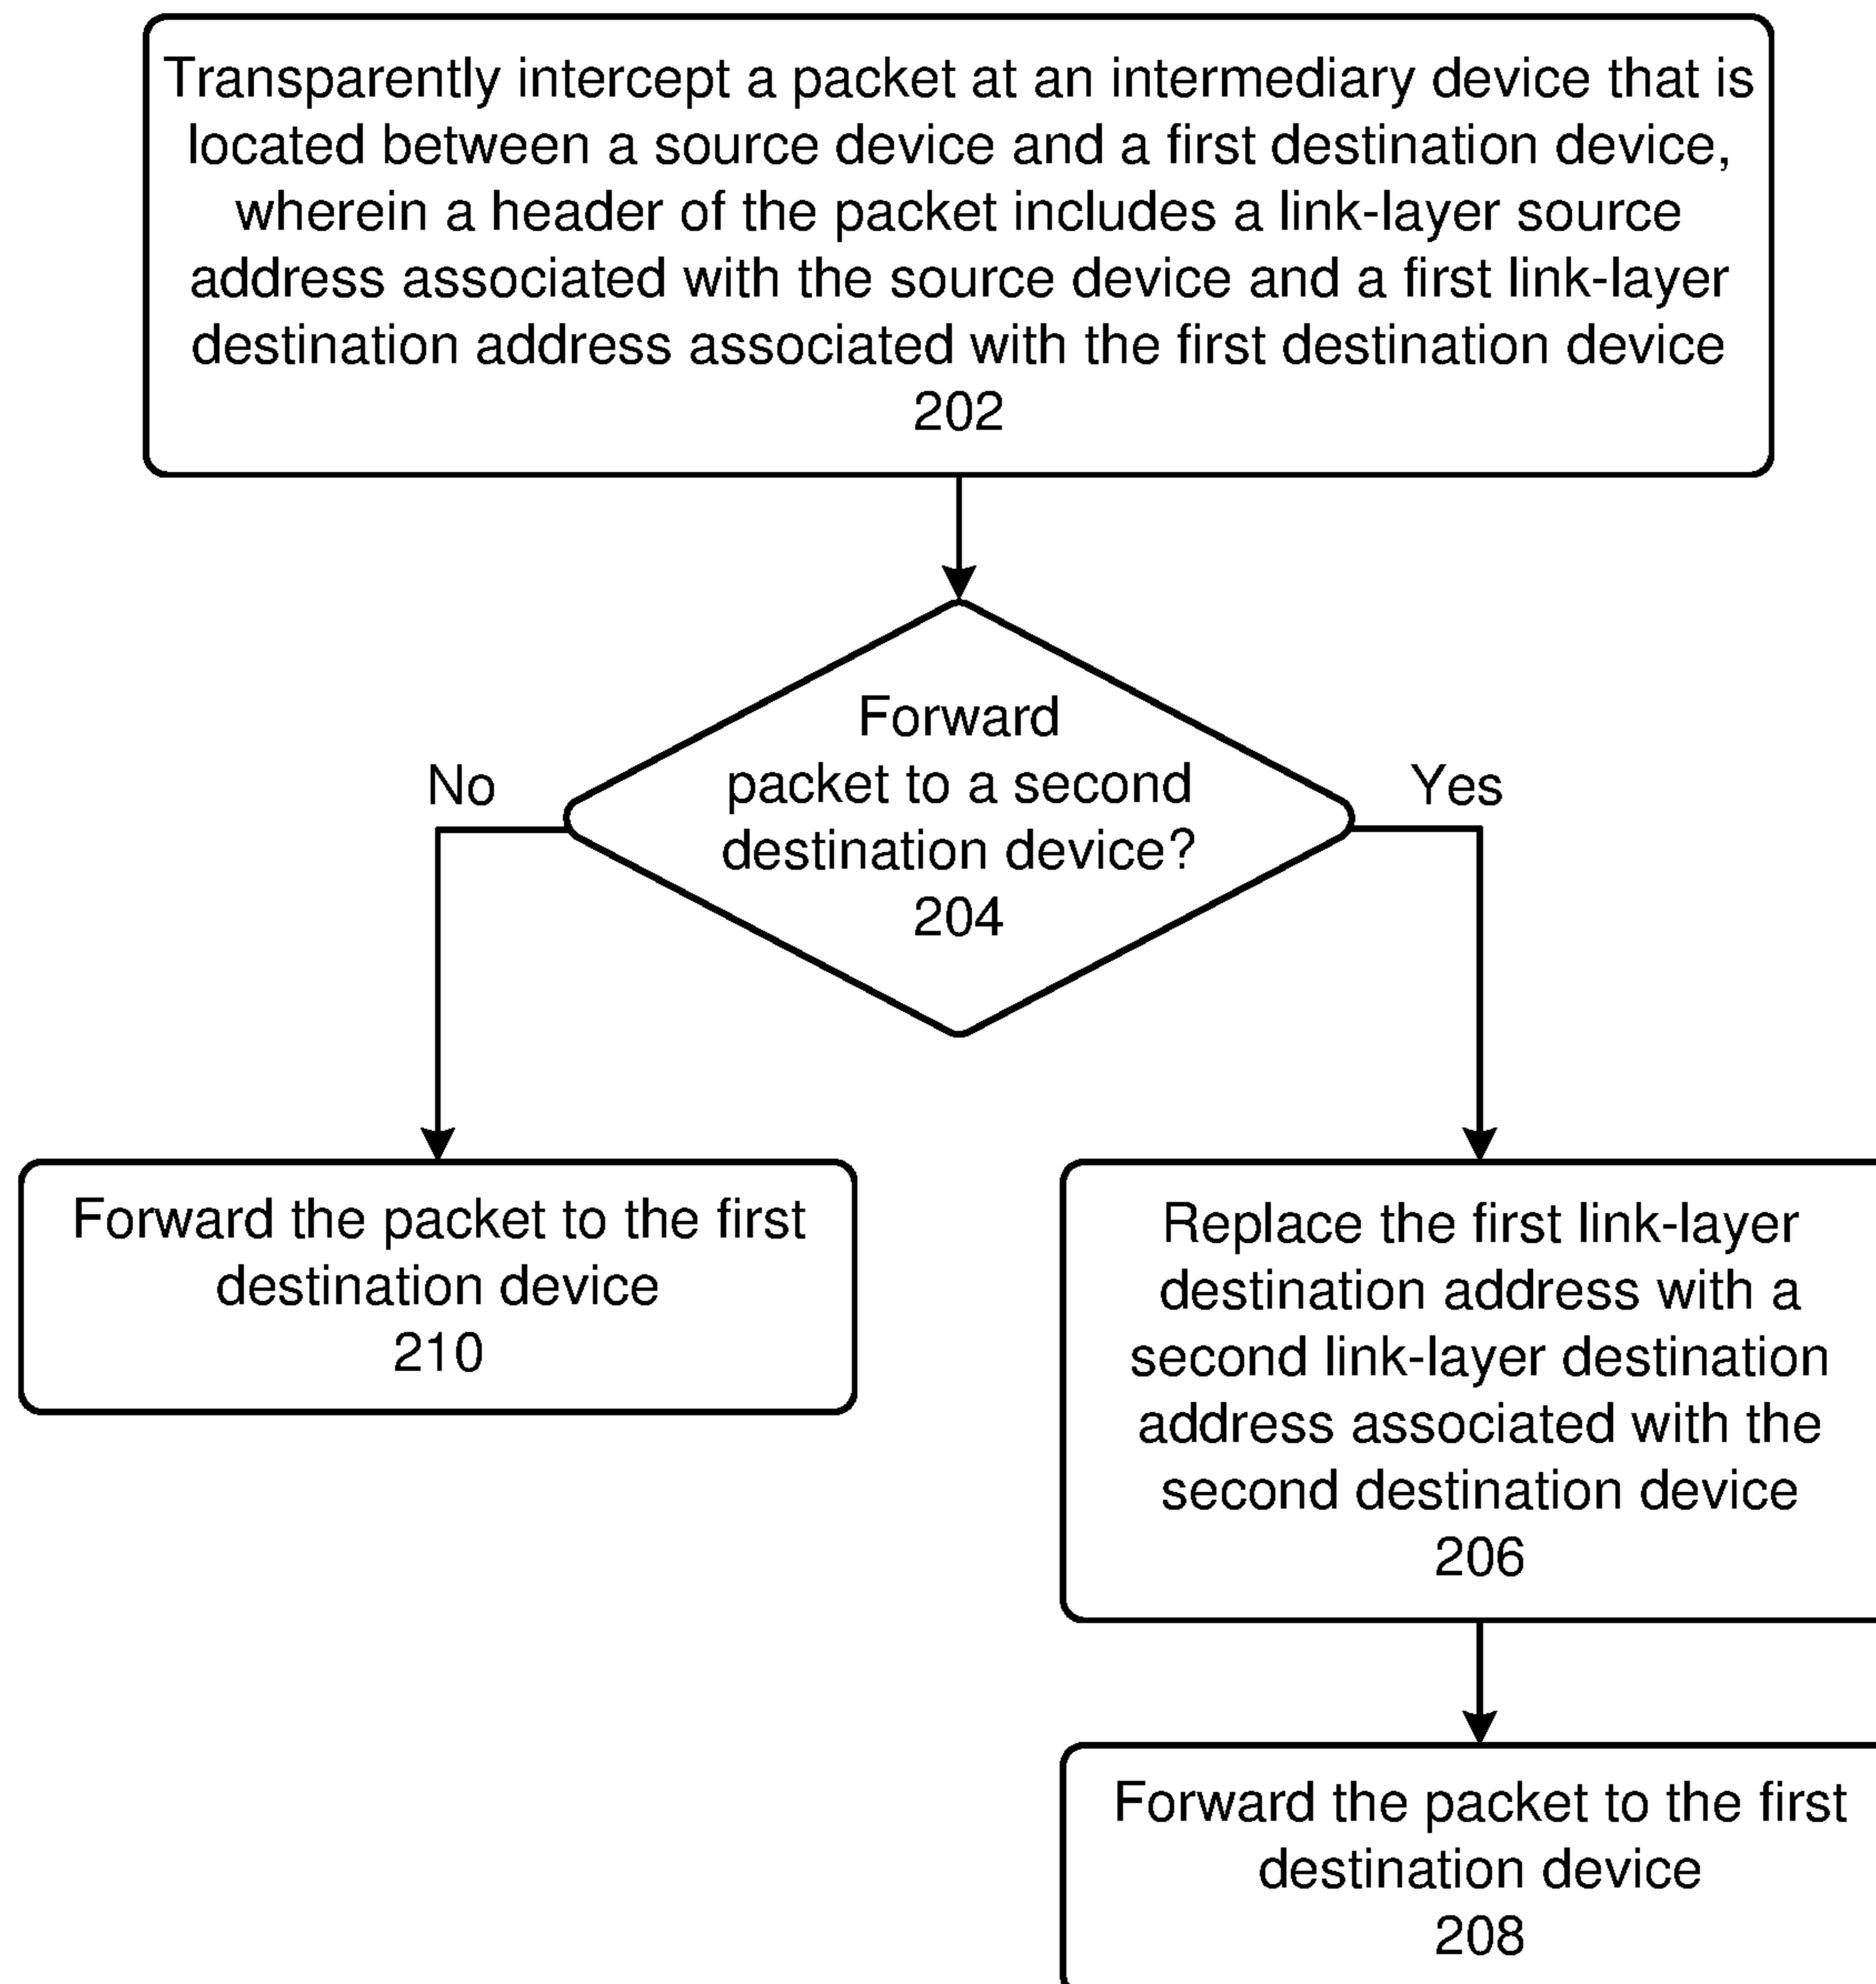 Transparently intercept a packet at an intermediary device that is
located between a source device and a first destination device,
wherein a header of the packet includes a link-layer source
address associated with the source device and a first link-layer
destination address associated with the first destination device
202
Forward
packet to a second
destination device?
204
No
Yes
Forward the packet to the first
destination device
210
Replace the first link-layer
destination address with a
second link-layer destination
address associated with the
second destination device
206
Forward the packet to the first
destination device
208